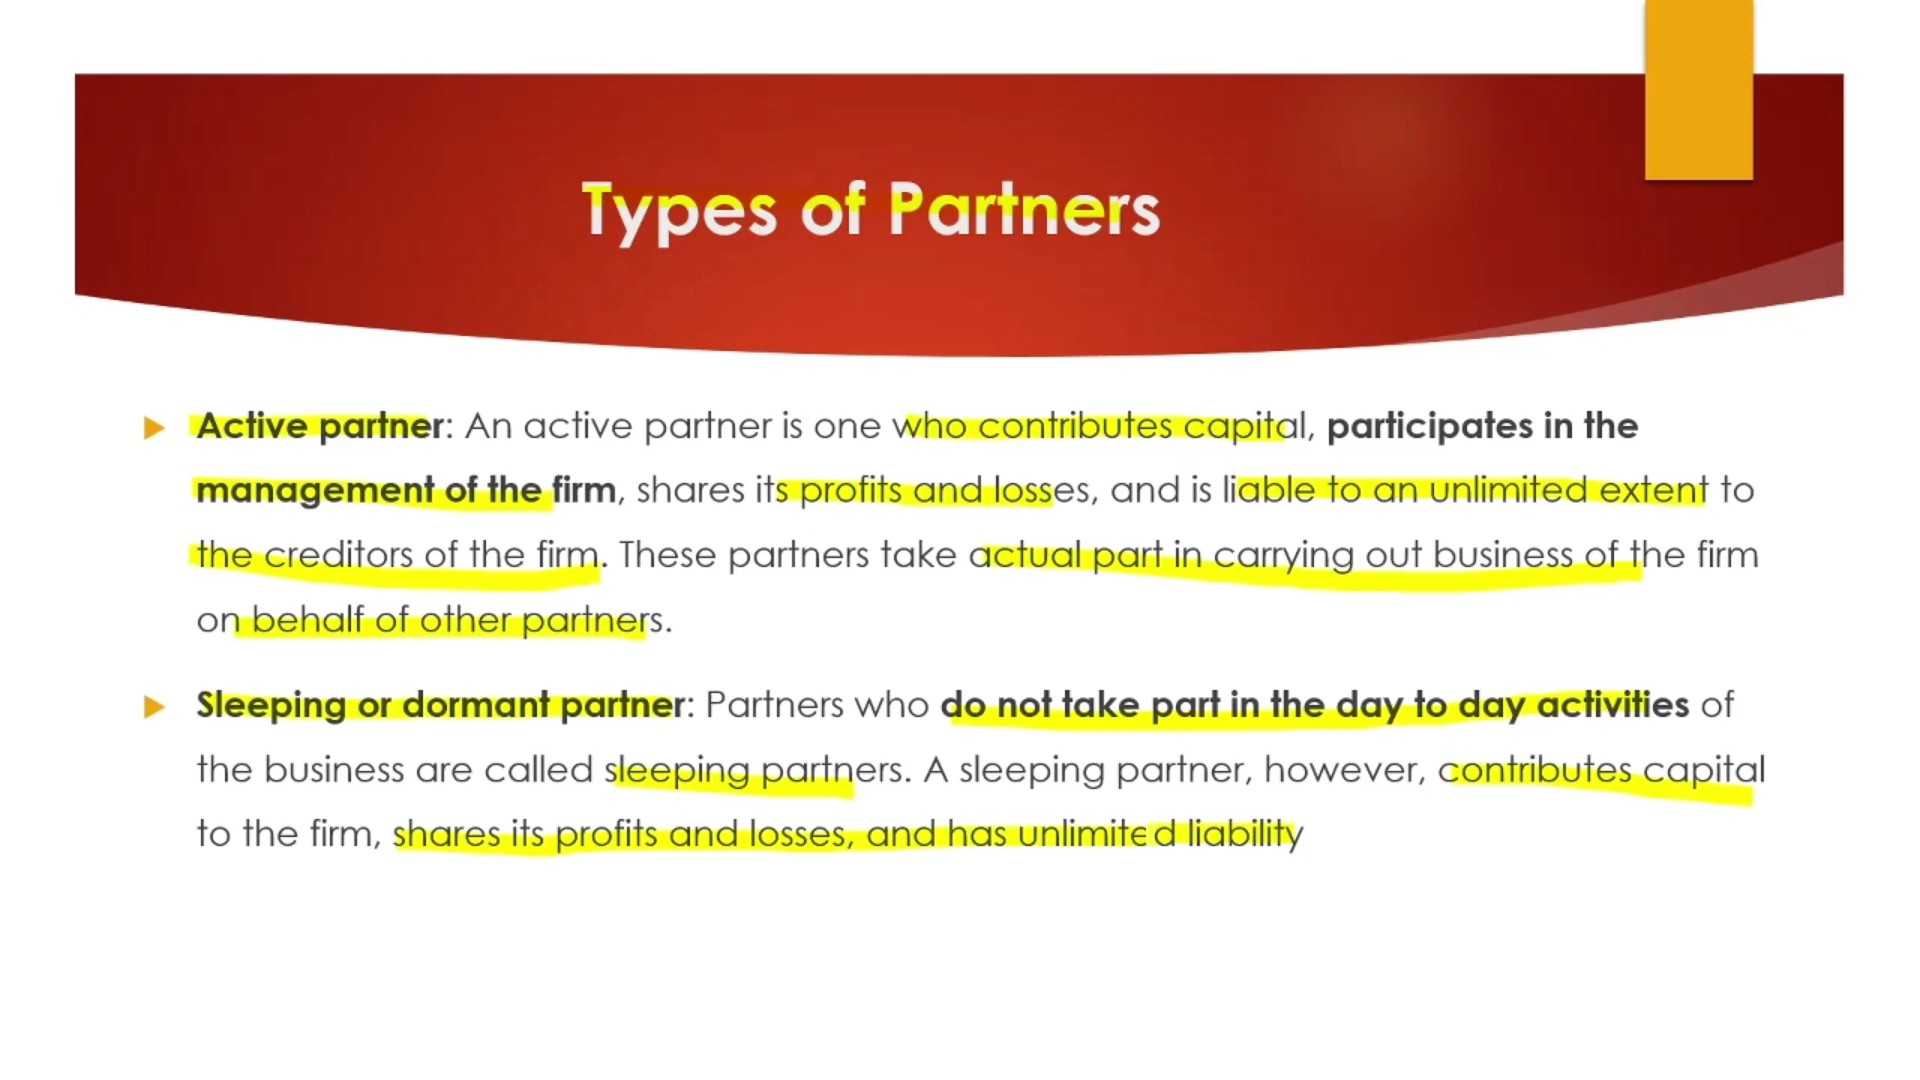 Types of Partners
Active partner: An active partner is one who contributes capital, participates in the
management of the firm, shares its profits and losses, and is liable to an unlimited extent to
the creditors of the firm. These partners take actual part in carrying out business of the firm
on behalf of other partners.
Sleeping or dormant partner: Partners who do not take part in the day to day activities of
the business are called sleeping partners. A sleeping partner, however, contributes capital
to the firm, shares its profits and losses, and has unlimited liability